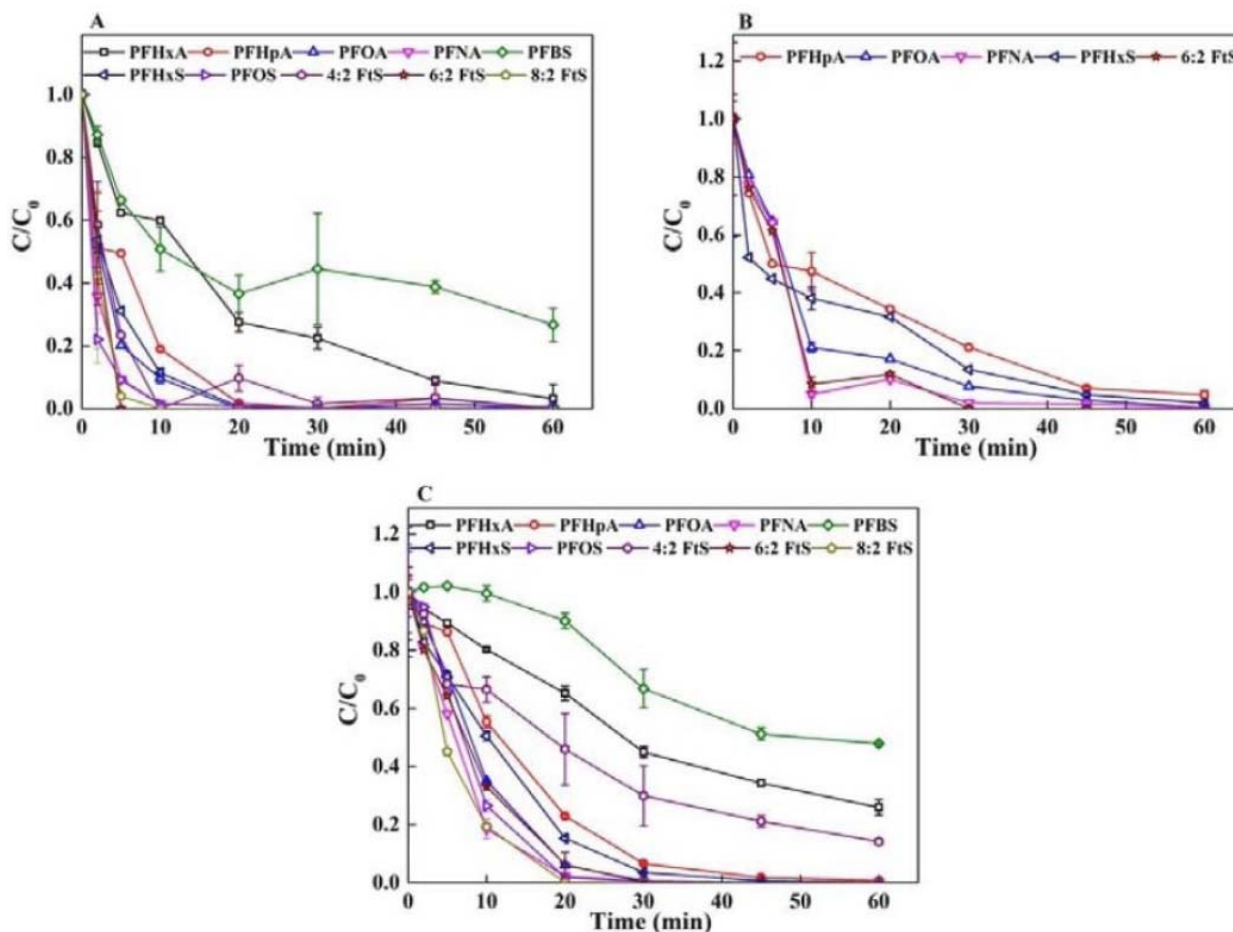 A
PFHxA PFHpA PFOA PFNA PFBS
PFHxS PFOS 4:2 FtS 6:2 FtS 8:2 FtS
1.0
0.8
0.6
0.4
0.2
0.0
C/C0
0 10 20 30 40 50 60
Time (min)
B
PFHpA PFOA PFNA PFHxS 6:2 FtS
1.2
1.0
0.8
0.6
0.4
0.2
0.0
C/C0
0 10 20 30 40 50 60
Time (min)
C
PFHxA PFHpA PFOA PFNA PFBS
PFHxS PFOS 4:2 FtS 6:2 FtS 8:2 FtS
1.2
1.0
0.8
0.6
0.4
0.2
0.0
C/C0
0 10 20 30 40 50 60
Time (min)